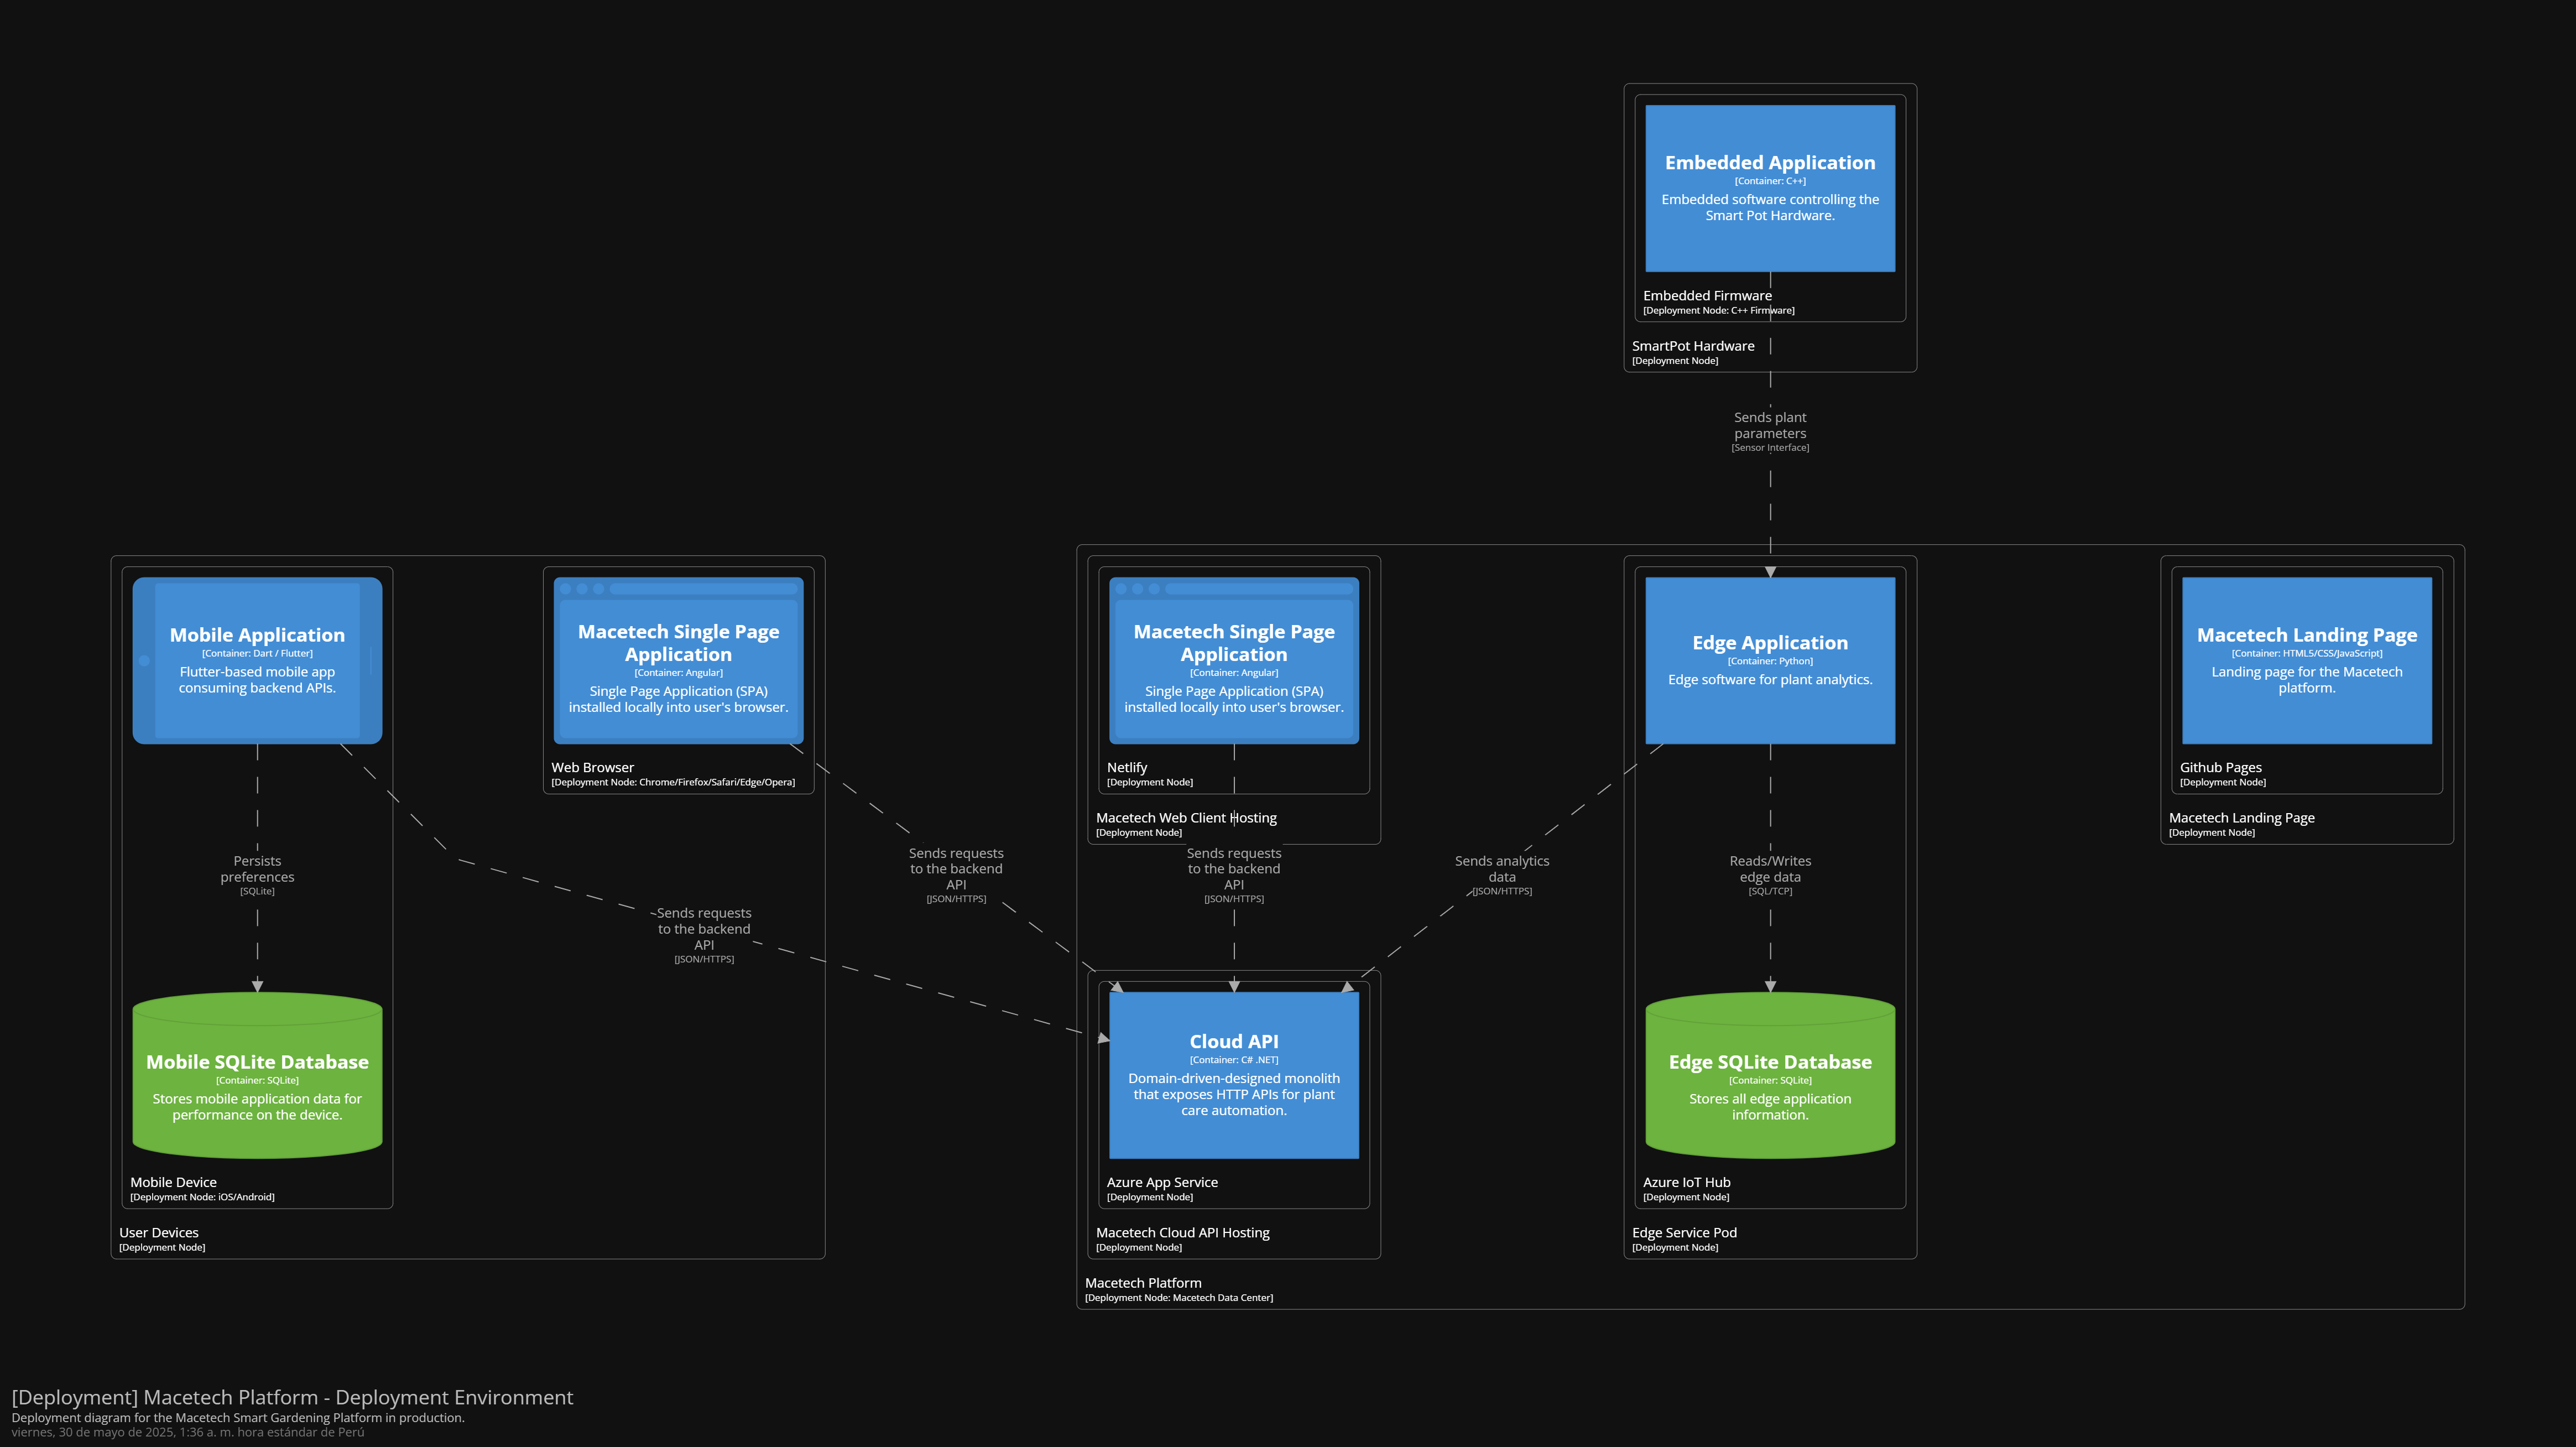 Embedded Application
[Container: C++]
Embedded software controlling the
Smart Pot Hardware.
Embedded Firmware
[Deployment Node: C++ Firmware]
SmartPot Hardware
[Deployment Node]
Sends plant
parameters
[Sensor Interface]
Mobile Application
[Container: Dart / Flutter]
Flutter-based mobile app
consuming backend APIs.
Macetech Single Page
Application
[Container: Angular]
Single Page Application (SPA)
installed locally into user's browser.
Web Browser
[Deployment Node: Chrome/Firefox/Safari/Edge/Opera]
Macetech Single Page
Application
[Container: Angular]
Single Page Application (SPA)
installed locally into user's browser.
Netlify
[Deployment Node]
Macetech Web Client Hosting
[Deployment Node]
Edge Application
[Container: Python]
Edge software for plant analytics.
Macetech Landing Page
[Container: HTML5/CSS/JavaScript]
Landing page for the Macetech
platform.
Github Pages
[Deployment Node]
Macetech Landing Page
[Deployment Node]
Persists
preferences
[SQLite]
Sends requests
to the backend
API
[JSON/HTTPS]
Sends requests
to the backend
API
[JSON/HTTPS]
Sends requests
to the backend
API
[JSON/HTTPS]
Sends analytics
data
[JSON/HTTPS]
Reads/Writes
edge data
[SQL/TCP]
Mobile SQLite Database
[Container: SQLite]
Stores mobile application data for
performance on the device.
Mobile Device
[Deployment Node: iOS/Android]
User Devices
[Deployment Node]
Cloud API
[Container: C# .NET]
Domain-driven-designed monolith
that exposes HTTP APIs for plant
care automation.
Azure App Service
[Deployment Node]
Macetech Cloud API Hosting
[Deployment Node]
Edge SQLite Database
[Container: SQLite]
Stores all edge application
information.
Azure IoT Hub
[Deployment Node]
Edge Service Pod
[Deployment Node]
Macetech Platform
[Deployment Node: Macetech Data Center]
[Deployment] Macetech Platform - Deployment Environment
Deployment diagram for the Macetech Smart Gardening Platform in production.
viernes, 30 de mayo de 2025, 1:36 a. m. hora estándar de Perú